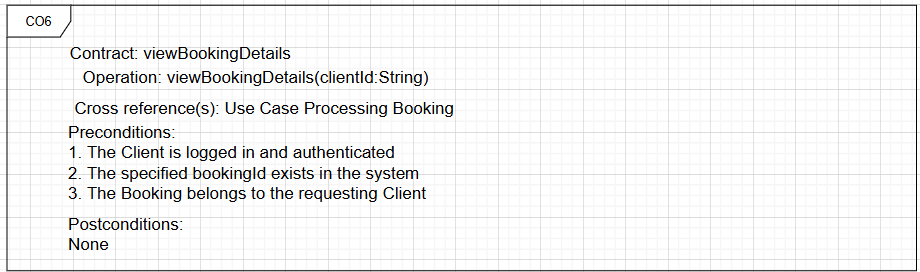 CO6
Contract: viewBookingDetails
Operation: viewBookingDetails(clientId:String)
Cross reference(s): Use Case Processing Booking
Preconditions:
1. The Client is logged in and authenticated
2. The specified bookingId exists in the system
3. The Booking belongs to the requesting Client
Postconditions:
None